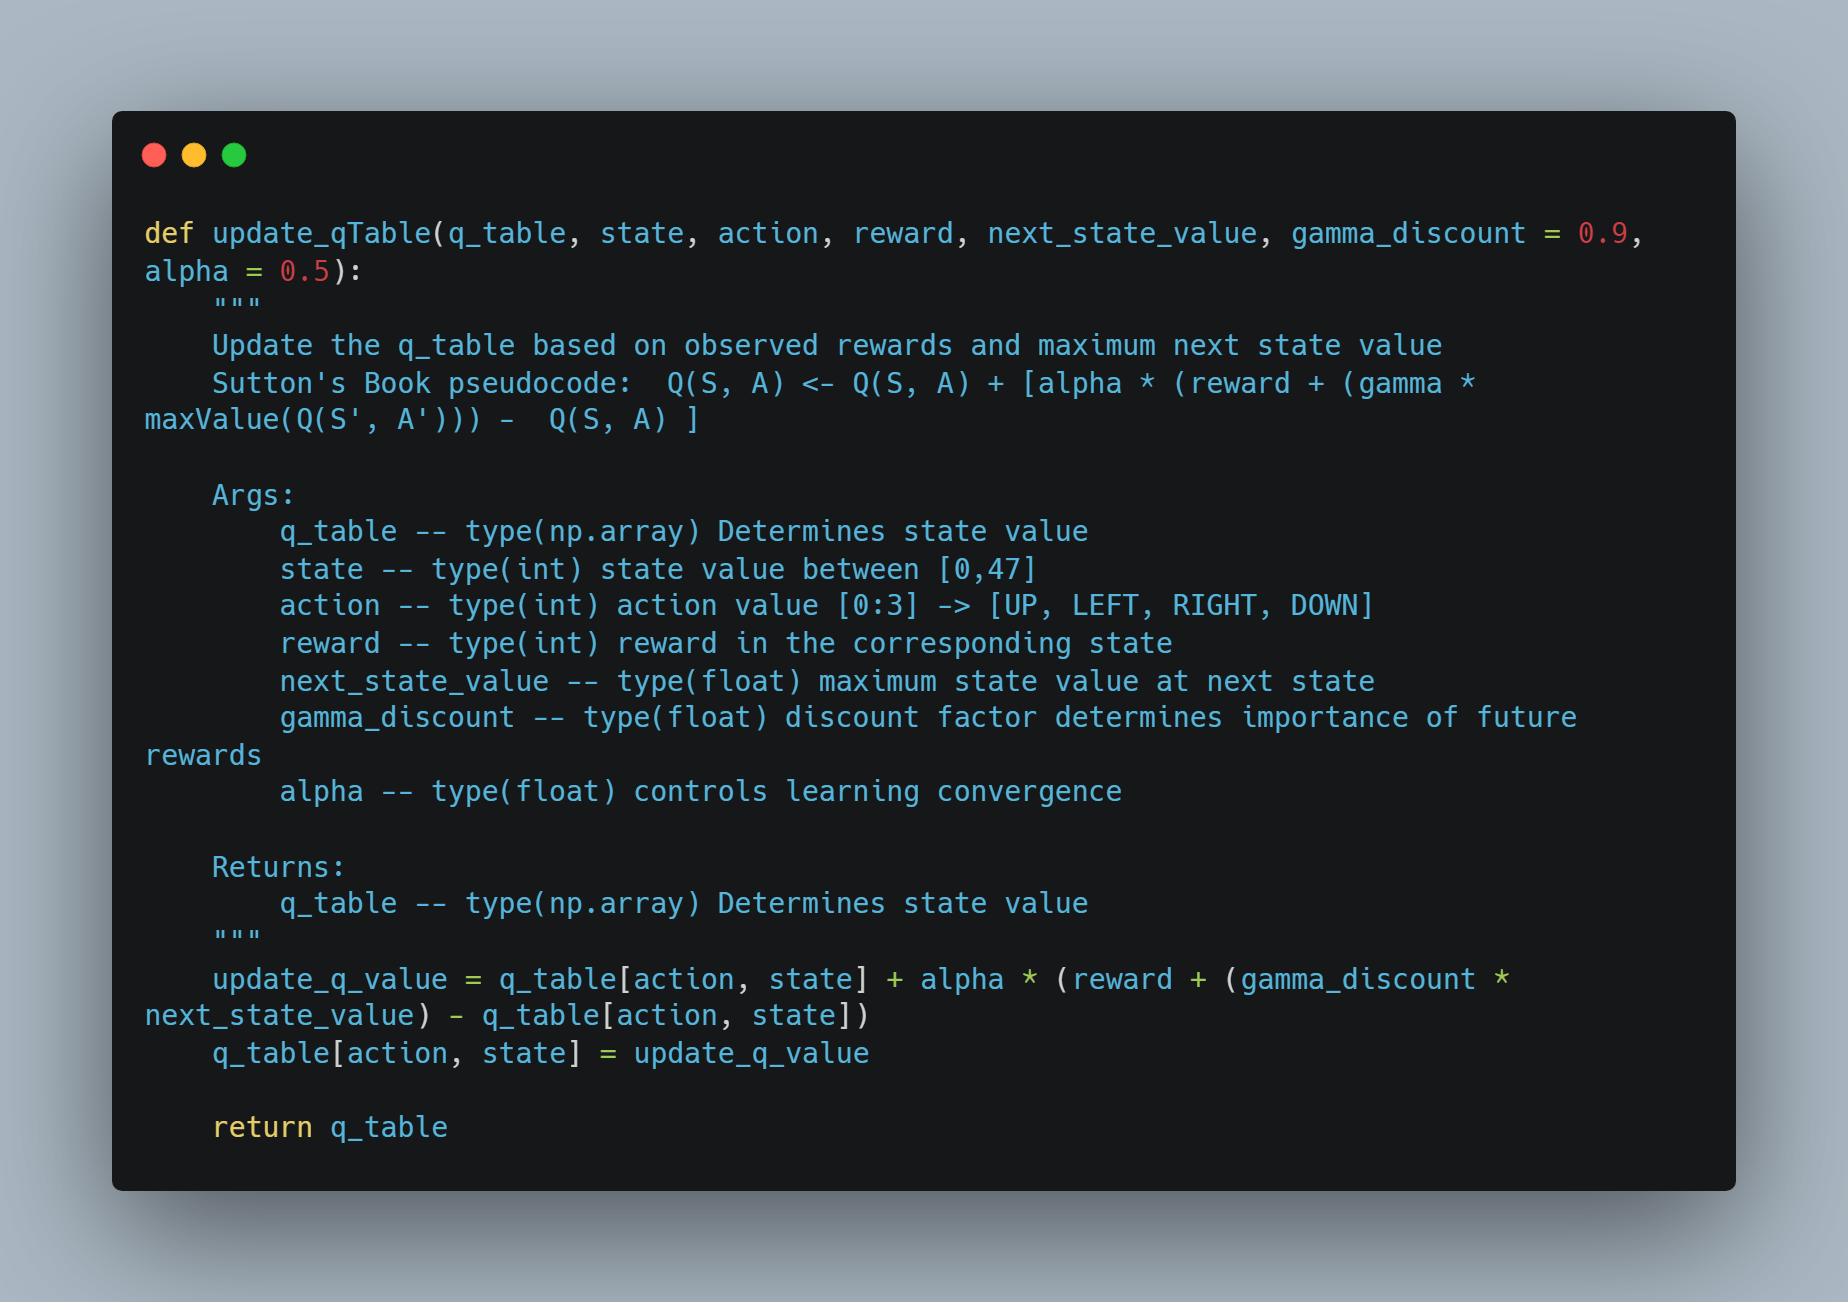 def update_qTable(q_table, state, action, reward, next_state_value, gamma_discount = 0.9,
alpha = 0.5):
    """
    Update the q_table based on observed rewards and maximum next state value
    Sutton's Book pseudocode:  Q(S, A) <- Q(S, A) + [alpha * (reward + (gamma *
maxValue(Q(S', A'))) -  Q(S, A) ]

    Args:
        q_table -- type(np.array) Determines state value
        state -- type(int) state value between [0,47]
        action -- type(int) action value [0:3] -> [UP, LEFT, RIGHT, DOWN]
        reward -- type(int) reward in the corresponding state
        next_state_value -- type(float) maximum state value at next state
        gamma_discount -- type(float) discount factor determines importance of future
rewards
        alpha -- type(float) controls learning convergence

    Returns:
        q_table -- type(np.array) Determines state value
    """
    update_q_value = q_table[action, state] + alpha * (reward + (gamma_discount *
next_state_value) - q_table[action, state])
    q_table[action, state] = update_q_value

    return q_table